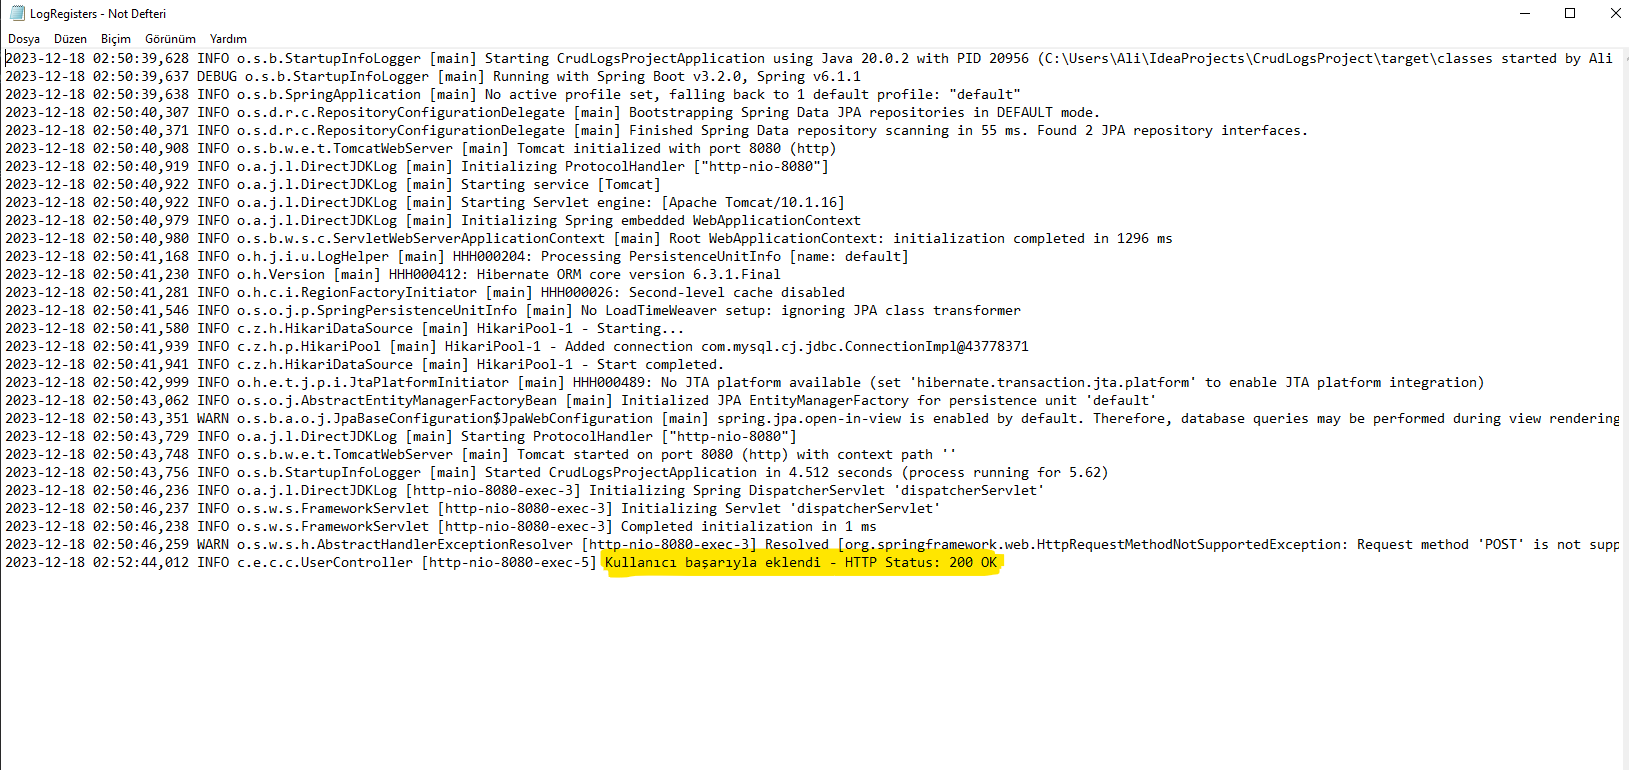 LogRegisters - Not Defteri
Dosya Düzen Biçim Görünüm Yardım
2023-12-18 02:50:39,628 INFO o.s.b.StartupInfoLogger [main] Starting CrudLogsProjectApplication using Java 20.0.2 with PID 20956 (C:\Users\Ali\IdeaProjects\CrudLogsProject\target\classes started by Ali
2023-12-18 02:50:39,637 DEBUG o.s.b.StartupInfoLogger [main] Running with Spring Boot v3.2.0, Spring v6.1.1
2023-12-18 02:50:39,638 INFO o.s.b.SpringApplication [main] No active profile set, falling back to 1 default profile: "default"
2023-12-18 02:50:40,307 INFO o.s.d.r.c.RepositoryConfigurationDelegate [main] Bootstrapping Spring Data JPA repositories in DEFAULT mode.
2023-12-18 02:50:40,371 INFO o.s.d.r.c.RepositoryConfigurationDelegate [main] Finished Spring Data repository scanning in 55 ms. Found 2 JPA repository interfaces.
2023-12-18 02:50:40,908 INFO o.s.b.w.e.t.TomcatWebServer [main] Tomcat initialized with port 8080 (http)
2023-12-18 02:50:40,919 INFO o.a.j.l.DirectJDKLog [main] Initializing ProtocolHandler ["http-nio-8080"]
2023-12-18 02:50:40,922 INFO o.a.j.l.DirectJDKLog [main] Starting service [Tomcat]
2023-12-18 02:50:40,922 INFO o.a.j.l.DirectJDKLog [main] Starting Servlet engine: [Apache Tomcat/10.1.16]
2023-12-18 02:50:40,979 INFO o.a.j.l.DirectJDKLog [main] Initializing Spring embedded WebApplicationContext
2023-12-18 02:50:40,980 INFO o.s.b.w.s.c.ServletWebServerApplicationContext [main] Root WebApplicationContext: initialization completed in 1296 ms
2023-12-18 02:50:41,168 INFO o.h.j.i.u.LogHelper [main] HHH000204: Processing PersistenceUnitInfo [name: default]
2023-12-18 02:50:41,230 INFO o.h.Version [main] HHH000412: Hibernate ORM core version 6.3.1.Final
2023-12-18 02:50:41,281 INFO o.h.c.i.RegionFactoryInitiator [main] HHH000026: Second-level cache disabled
2023-12-18 02:50:41,546 INFO o.s.o.j.p.SpringPersistenceUnitInfo [main] No LoadTimeWeaver setup: ignoring JPA class transformer
2023-12-18 02:50:41,580 INFO c.z.h.HikariDataSource [main] HikariPool-1 - Starting...
2023-12-18 02:50:41,939 INFO c.z.h.p.HikariPool [main] HikariPool-1 - Added connection com.mysql.cj.jdbc.ConnectionImpl@43778371
2023-12-18 02:50:41,941 INFO c.z.h.HikariDataSource [main] HikariPool-1 - Start completed.
2023-12-18 02:50:42,999 INFO o.h.e.t.j.p.i.JtaPlatformInitiator [main] HHH000489: No JTA platform available (set 'hibernate.transaction.jta.platform' to enable JTA platform integration)
2023-12-18 02:50:43,062 INFO o.s.o.j.AbstractEntityManagerFactoryBean [main] Initialized JPA EntityManagerFactory for persistence unit 'default'
2023-12-18 02:50:43,351 WARN o.s.b.a.o.j.JpaBaseConfiguration$JpaWebConfiguration [main] spring.jpa.open-in-view is enabled by default. Therefore, database queries may be performed during view rendering
2023-12-18 02:50:43,729 INFO o.a.j.l.DirectJDKLog [main] Starting ProtocolHandler ["http-nio-8080"]
2023-12-18 02:50:43,748 INFO o.s.b.w.e.t.TomcatWebServer [main] Tomcat started on port 8080 (http) with context path ''
2023-12-18 02:50:43,756 INFO o.s.b.StartupInfoLogger [main] Started CrudLogsProjectApplication in 4.512 seconds (process running for 5.62)
2023-12-18 02:50:46,236 INFO o.a.j.l.DirectJDKLog [http-nio-8080-exec-3] Initializing Spring DispatcherServlet 'dispatcherServlet'
2023-12-18 02:50:46,237 INFO o.s.w.s.FrameworkServlet [http-nio-8080-exec-3] Initializing Servlet 'dispatcherServlet'
2023-12-18 02:50:46,238 INFO o.s.w.s.FrameworkServlet [http-nio-8080-exec-3] Completed initialization in 1 ms
2023-12-18 02:50:46,259 WARN o.s.w.s.h.AbstractHandlerExceptionResolver [http-nio-8080-exec-3] Resolved [org.springframework.web.HttpRequestMethodNotSupportedException: Request method 'POST' is not supp
2023-12-18 02:52:44,012 INFO c.e.c.c.UserController [http-nio-8080-exec-5] Kullanıcı başarıyla eklendi - HTTP Status: 200 OK